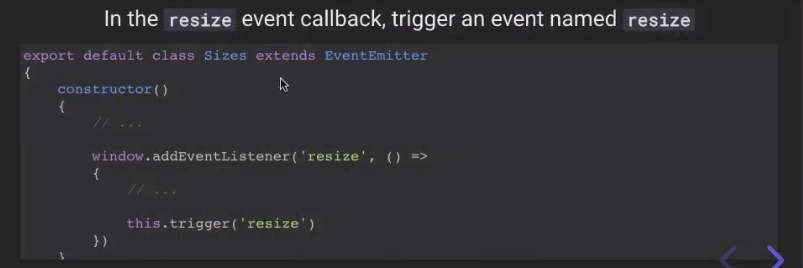 In the resize event callback, trigger an event named resize
export default class Sizes extends EventEmitter
{
    constructor()
    {
        // ...
        window.addEventListener('resize', () =>
        {
            // ...
            this.trigger('resize')
        })
    }